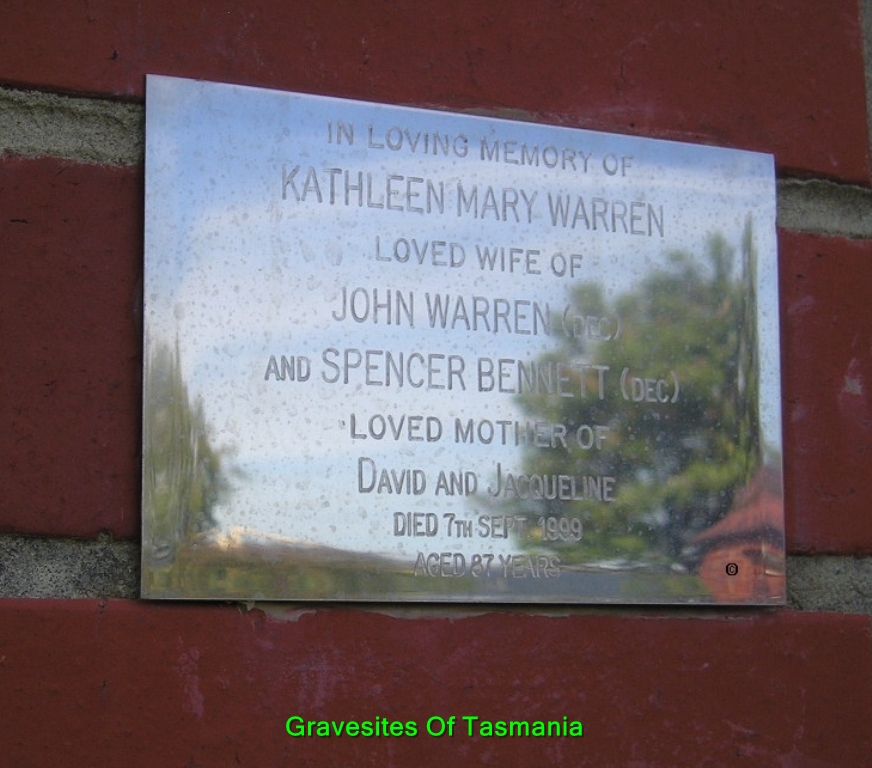 IN LOVING MEMORY OF
KATHLEEN MARY WARREN
LOVED WIFE OF
JOHN WARREN (DEC)
AND SPENCER BENNETT (DEC)
LOVED MOTHER OF
DAVID AND JACQUELINE
DIED 7TH SEPT. 1999
AGED 87 YEARS
©
Gravesites Of Tasmania